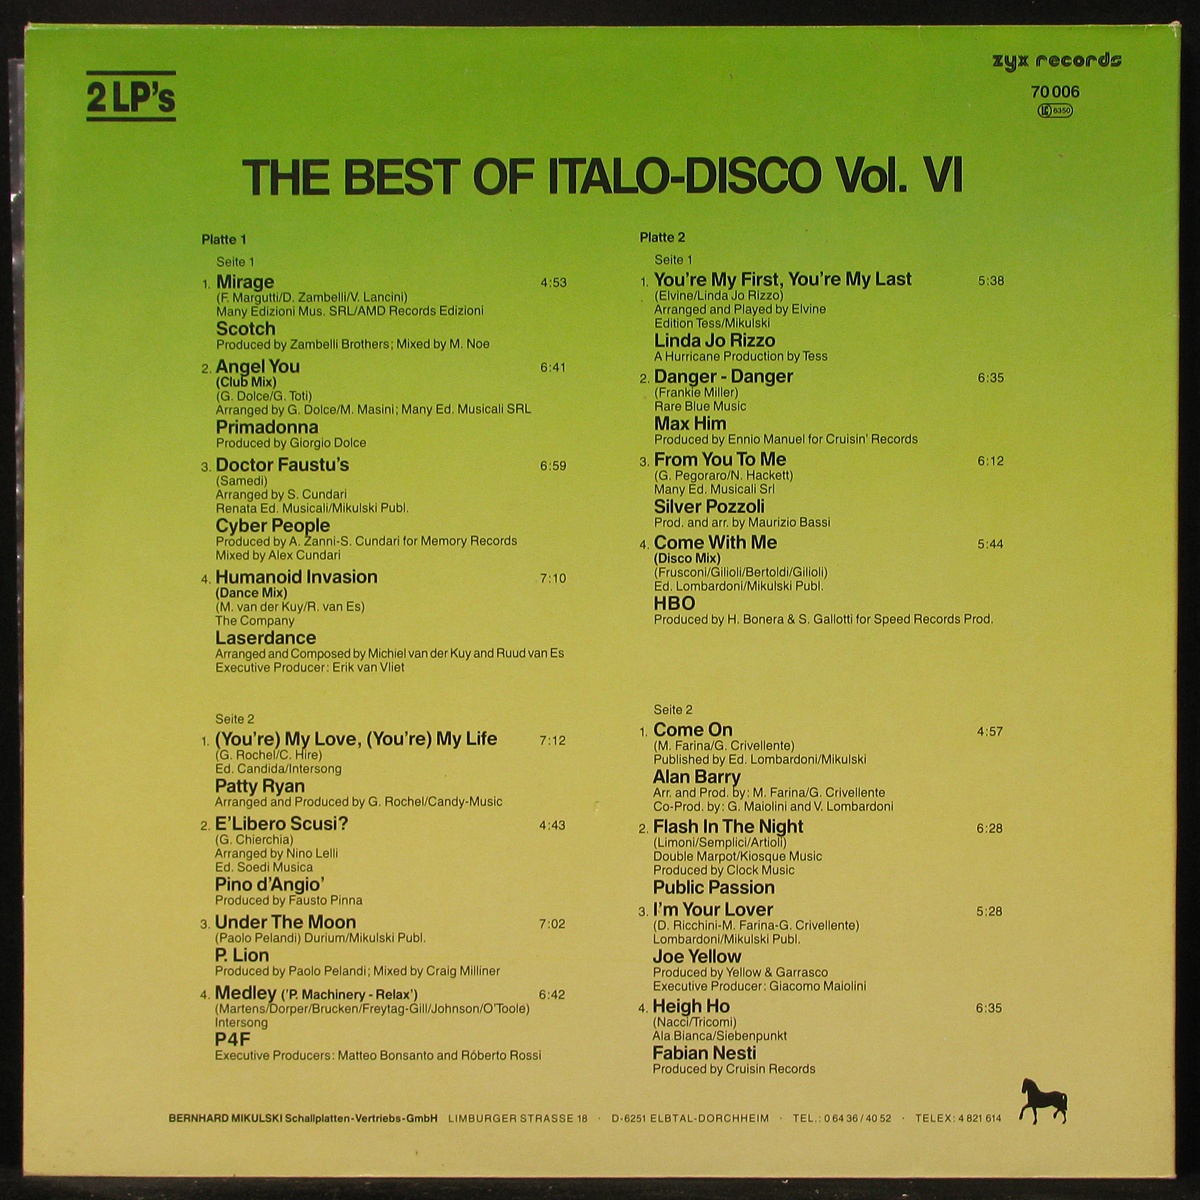 2 LP's
zyx records
70 006
LC 6350
THE BEST OF ITALO-DISCO Vol. VI
Platte 1
Seite 1
1. Mirage 4:53
(F. Margutti/D. Zambelli/V. Lancini)
Many Edizioni Mus. SRL/AMD Records Edizioni
Scotch
Produced by Zambelli Brothers; Mixed by M. Noe
2. Angel You 6:41
(Club Mix)
(G. Dolce/G. Toti)
Arranged by G. Dolce/M. Masini; Many Ed. Musicali SRL
Primadonna
Produced by Giorgio Dolce
3. Doctor Faustu's 6:59
(Samedi)
Arranged by S. Cundari
Renata Ed. Musicali/Mikulski Publ.
Cyber People
Produced by A. Zanni-S. Cundari for Memory Records
Mixed by Alex Cundari
4. Humanoid Invasion 7:10
(Dance Mix)
(M. van der Kuy/R. van Es)
The Company
Laserdance
Arranged and Composed by Michiel van der Kuy and Ruud van Es
Executive Producer: Erik van Vliet
Seite 2
1. (You're) My Love, (You're) My Life 7:12
(G. Rochel/C. Hire)
Ed. Candida/Intersong
Patty Ryan
Arranged and Produced by G. Rochel/Candy-Music
2. E'Libero Scusi? 4:43
(G. Chierchia)
Arranged by Nino Lelli
Ed. Soedi Musica
Pino d'Angio'
Produced by Fausto Pinna
3. Under The Moon 7:02
(Paolo Pelandi) Durium/Mikulski Publ.
P. Lion
Produced by Paolo Pelandi; Mixed by Craig Milliner
4. Medley ('P. Machinery - Relax') 6:42
(Martens/Dorper/Brucken/Freytag-Gill/Johnson/O'Toole)
Intersong
P4F
Executive Producers: Matteo Bonsanto and Róberto Rossi
Platte 2
Seite 1
1. You're My First, You're My Last 5:38
(Elvine/Linda Jo Rizzo)
Arranged and Played by Elvine
Edition Tess/Mikulski
Linda Jo Rizzo
A Hurricane Production by Tess
2. Danger - Danger 6:35
(Frankie Miller)
Rare Blue Music
Max Him
Produced by Ennio Manuel for Cruisin' Records
3. From You To Me 6:12
(G. Pegoraro/N. Hackett)
Many Ed. Musicali Srl
Silver Pozzoli
Prod. and arr. by Maurizio Bassi
4. Come With Me 5:44
(Disco Mix)
(Frusconi/Gilioli/Bertoldi/Gilioli)
Ed. Lombardoni/Mikulski Publ.
HBO
Produced by H. Bonera & S. Gallotti for Speed Records Prod.
Seite 2
1. Come On 4:57
(M. Farina/G. Crivellente)
Published by Ed. Lombardoni/Mikulski
Alan Barry
Arr. and Prod. by: M. Farina/G. Crivellente
Co-Prod. by: G. Maiolini and V. Lombardoni
2. Flash In The Night 6:28
(Limoni/Semplici/Artioli)
Double Marpot/Kiosque Music
Produced by Clock Music
Public Passion
3. I'm Your Lover 5:28
(D. Ricchini-M. Farina-G. Crivellente)
Lombardoni/Mikulski Publ.
Joe Yellow
Produced by Yellow & Garrasco
Executive Producer: Giacomo Maiolini
4. Heigh Ho 6:35
(Nacci/Tricomi)
Ala Bianca/Siebenpunkt
Fabian Nesti
Produced by Cruisin Records
BERNHARD MIKULSKI Schallplatten-Vertriebs-GmbH LIMBURGER STRASSE 18 · D-6251 ELBTAL-DORCHHEIM · TEL.: 0 64 36 / 40 52 · TELEX: 4 821 614